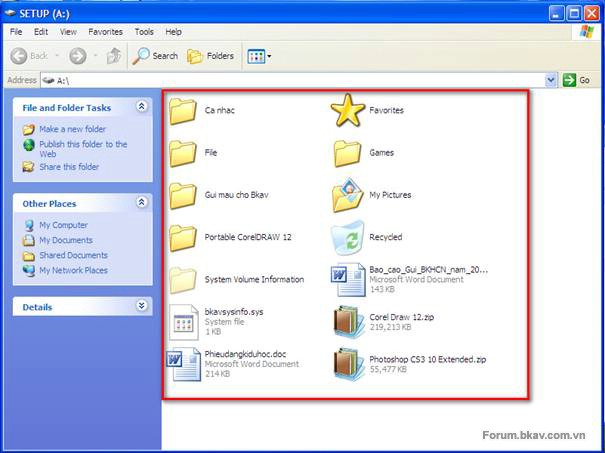 SETUP (A:)
File Edit View Favorites Tools Help
Back Search Folders
Address A:\ Go
File and Folder Tasks
Make a new folder
Publish this folder to the
Web
Share this folder
Other Places
My Computer
My Documents
Shared Documents
My Network Places
Details
Ca nhac
Favorites
File
Games
Gui mau cho Bkav
My Pictures
Portable CorelDRAW 12
Recycled
System Volume Information
Bao_cao_Gui_BKHCN_nam_20...
Microsoft Word Document
143 KB
bkavsysinfo.sys
System file
1 KB
Corel Draw 12.zip
219,213 KB
Phieudangkiduhoc.doc
Microsoft Word Document
214 KB
Photoshop CS3 10 Extended.zip
55,477 KB
Forum.bkav.com.vn